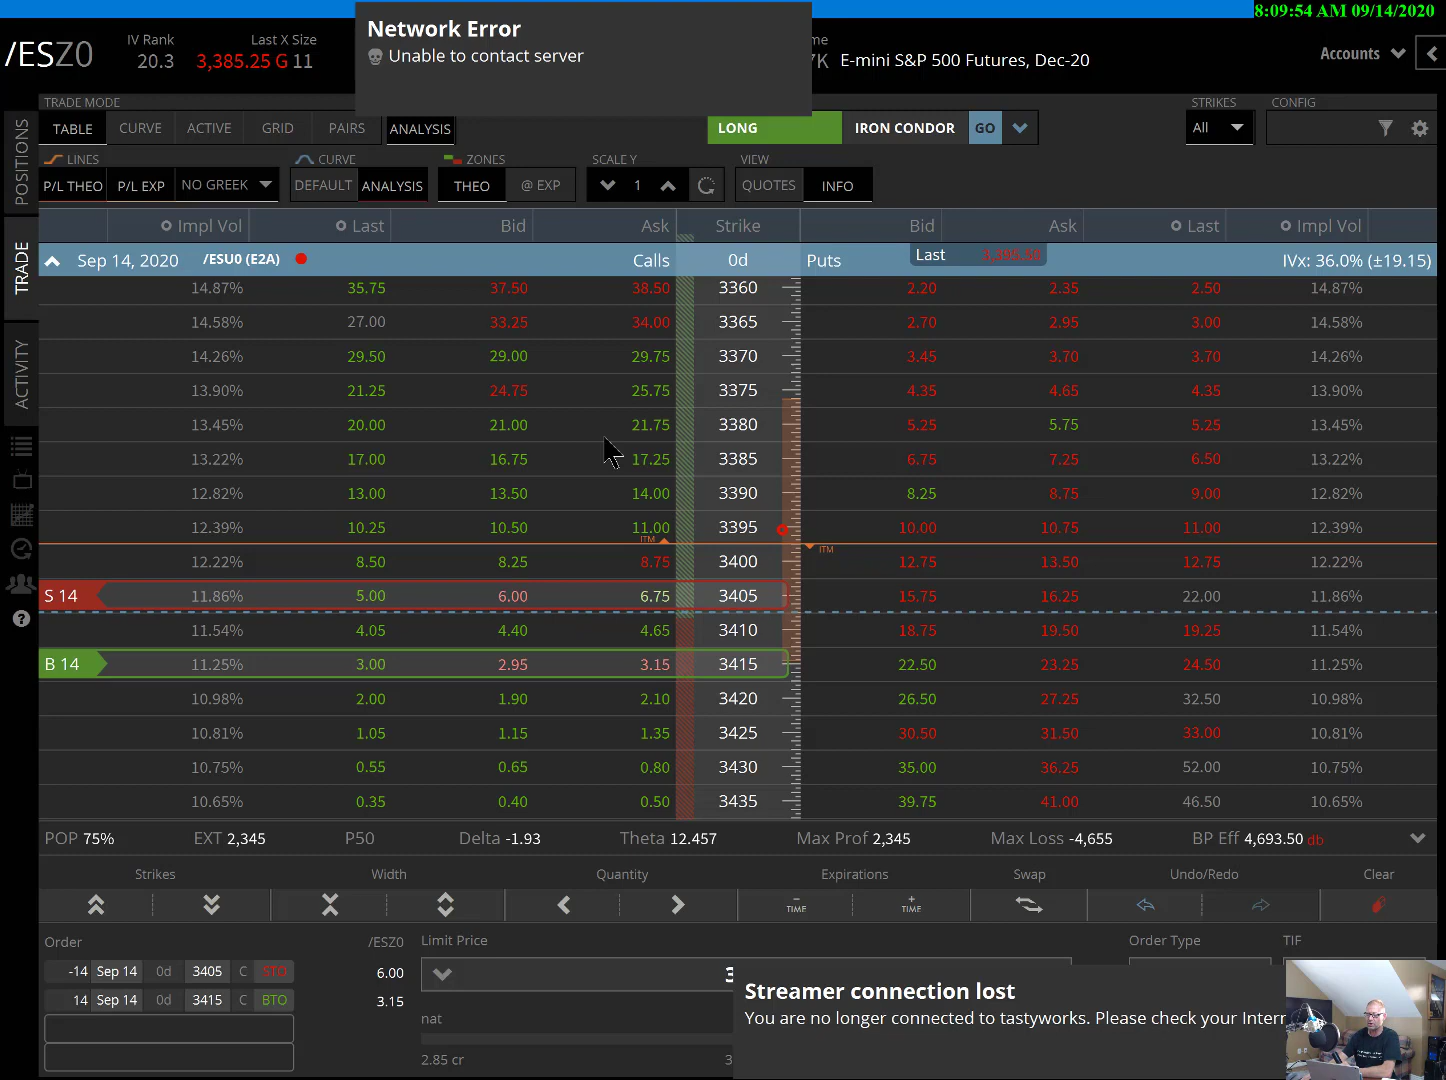 8:09:54 AM 09/14/2020
Network Error
Unable to contact server
/ESZ0
IV Rank
20.3
Last X Size
3,385.25 G 11
me
7K
E-mini S&P 500 Futures, Dec-20
Accounts
TRADE MODE
STRIKES
CONFIG
TABLE CURVE ACTIVE GRID PAIRS ANALYSIS
LONG IRON CONDOR GO
All
LINES CURVE ZONES SCALE Y VIEW
P/L THEO P/L EXP NO GREEK DEFAULT ANALYSIS THEO @ EXP 1 QUOTES INFO
POSITIONS
TRADE
ACTIVITY
Impl Vol Last Bid Ask Strike Bid Ask Last Impl Vol
Sep 14, 2020 /ESU0 (E2A) Calls 0d Puts Last 3,395.50 IVx: 36.0% (±19.15)
14.87% 35.75 37.50 38.50 3360 2.20 2.35 2.50 14.87%
14.58% 27.00 33.25 34.00 3365 2.70 2.95 3.00 14.58%
14.26% 29.50 29.00 29.75 3370 3.45 3.70 3.70 14.26%
13.90% 21.25 24.75 25.75 3375 4.35 4.65 4.35 13.90%
13.45% 20.00 21.00 21.75 3380 5.25 5.75 5.25 13.45%
13.22% 17.00 16.75 17.25 3385 6.75 7.25 6.50 13.22%
12.82% 13.00 13.50 14.00 3390 8.25 8.75 9.00 12.82%
12.39% 10.25 10.50 11.00 3395 10.00 10.75 11.00 12.39%
ITM ITM
12.22% 8.50 8.25 8.75 3400 12.75 13.50 12.75 12.22%
S 14 11.86% 5.00 6.00 6.75 3405 15.75 16.25 22.00 11.86%
11.54% 4.05 4.40 4.65 3410 18.75 19.50 19.25 11.54%
B 14 11.25% 3.00 2.95 3.15 3415 22.50 23.25 24.50 11.25%
10.98% 2.00 1.90 2.10 3420 26.50 27.25 32.50 10.98%
10.81% 1.05 1.15 1.35 3425 30.50 31.50 33.00 10.81%
10.75% 0.55 0.65 0.80 3430 35.00 36.25 52.00 10.75%
10.65% 0.35 0.40 0.50 3435 39.75 41.00 46.50 10.65%
POP 75% EXT 2,345 P50 Delta -1.93 Theta 12.457 Max Prof 2,345 Max Loss -4,655 BP Eff 4,693.50 db
Strikes Width Quantity Expirations Swap Undo/Redo Clear
TIME TIME
Order /ESZ0 Limit Price Order Type TIF
-14 Sep 14 0d 3405 C STO 6.00
14 Sep 14 0d 3415 C BTO 3.15
nat
2.85 cr
Streamer connection lost
You are no longer connected to tastyworks. Please check your Intern